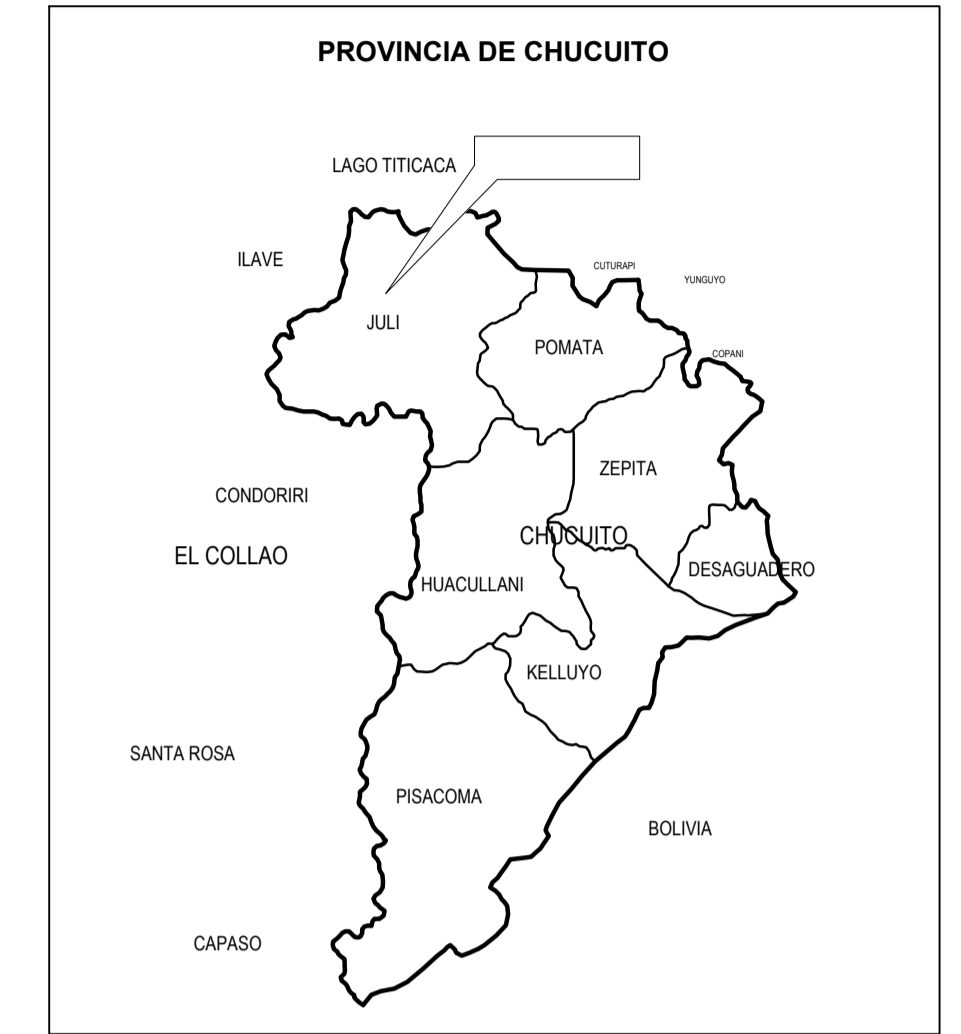 PROVINCIA DE CHUCUITO
LAGO TITICACA
ILAVE
CUTURAPI
YUNGUYO
JULI
POMATA
COPANI
ZEPITA
CONDORIRI
CHUCUITO
EL COLLAO
DESAGUADERO
HUACULLANI
KELLUYO
SANTA ROSA
PISACOMA
BOLIVIA
CAPASO